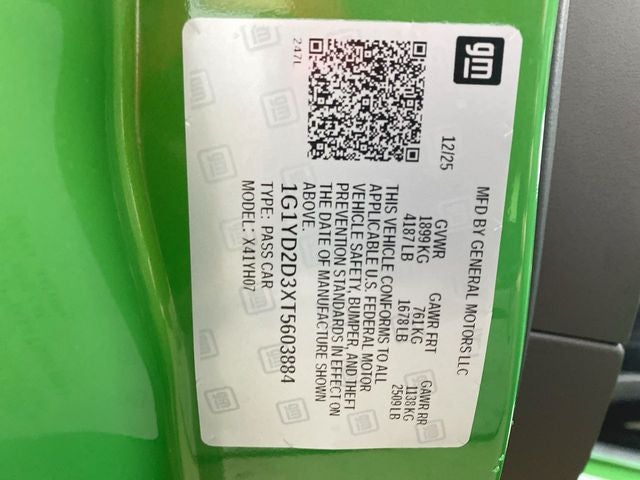 gm
MFD BY GENERAL MOTORS LLC
12/25
GVWR GAWR FRT GAWR RR
1899 KG 761 KG 1138 KG
4187 LB 1678 LB 2509 LB
THIS VEHICLE CONFORMS TO ALL
APPLICABLE U.S. FEDERAL MOTOR
VEHICLE SAFETY, BUMPER, AND THEFT
PREVENTION STANDARDS IN EFFECT ON
THE DATE OF MANUFACTURE SHOWN
ABOVE.
1G1YD2D3XT5603884
TYPE: PASS CAR
MODEL: X41YH07
247L